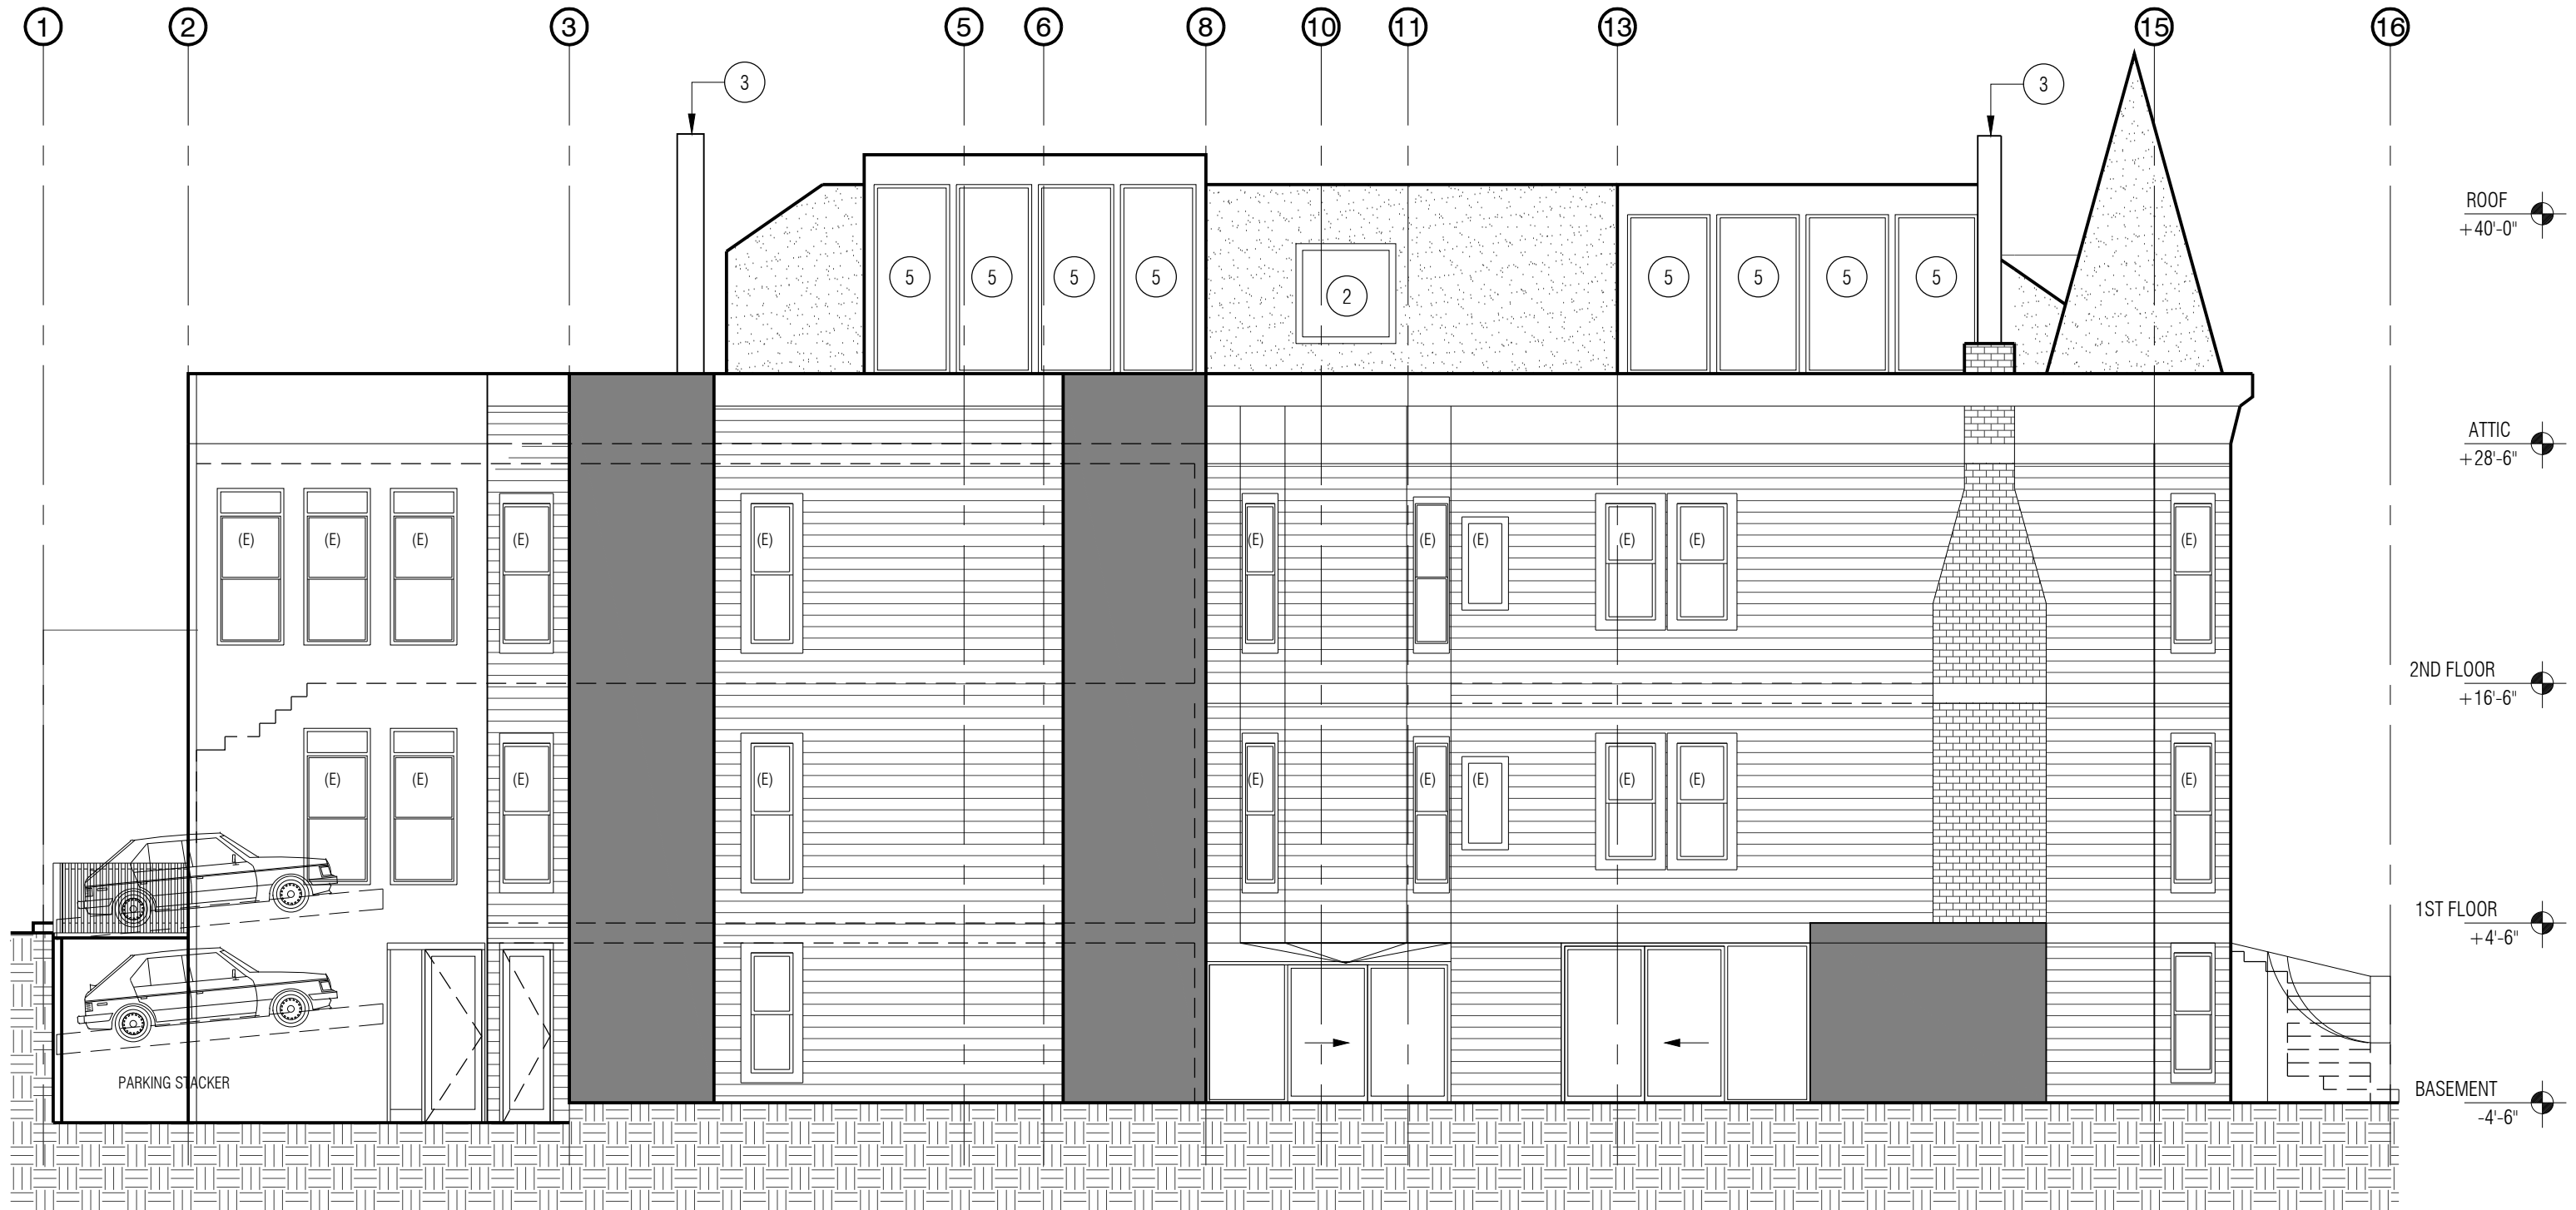 1 2 3 5 6 8 10 11 13 15 16
3 3
ROOF
+40'-0"
5 5 5 5 2 5 5 5 5
ATTIC
+28'-6"
(E) (E) (E) (E) (E) (E) (E) (E) (E) (E) (E)
2ND FLOOR
+16'-6"
(E) (E) (E) (E) (E) (E) (E) (E) (E) (E)
1ST FLOOR
+4'-6"
PARKING STACKER
BASEMENT
-4'-6"